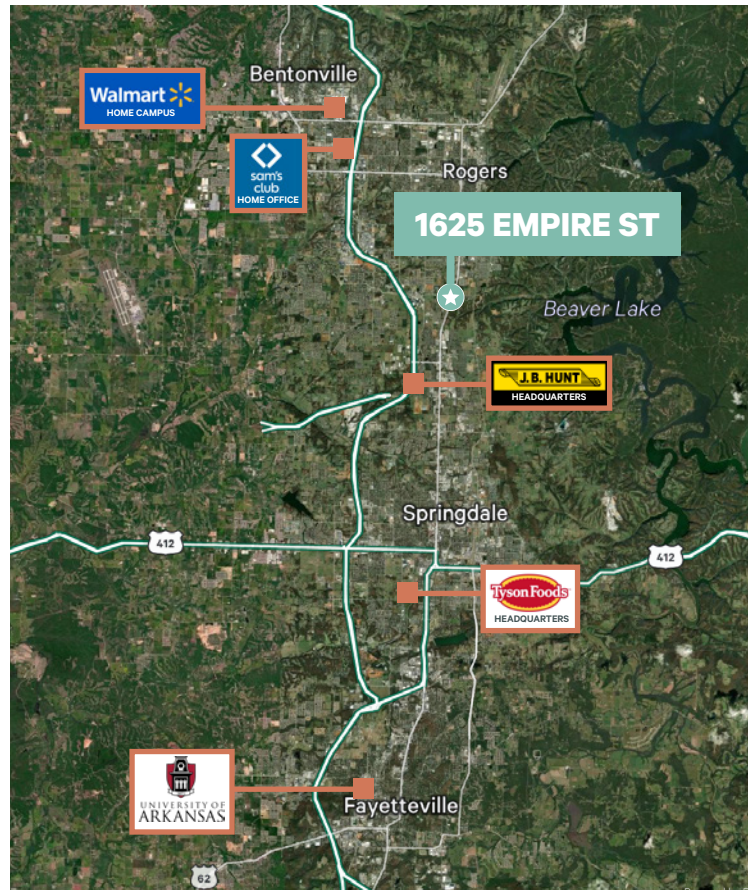 Bentonville
Walmart
HOME CAMPUS
sam's
club
HOME OFFICE
Rogers
1625 EMPIRE ST
Beaver Lake
J.B. HUNT
HEADQUARTERS
Springdale
412
412
Tyson Foods
HEADQUARTERS
UNIVERSITY OF
ARKANSAS
Fayetteville
62